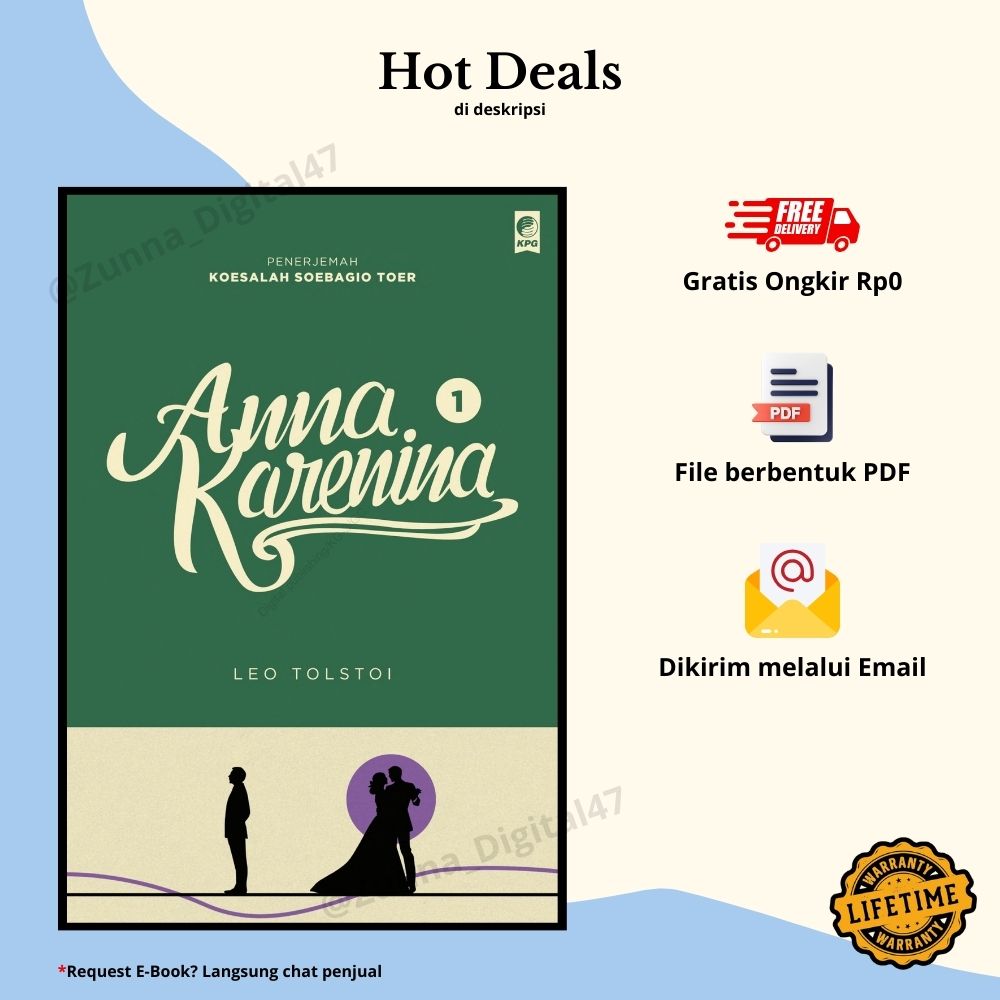 Hot Deals
di deskripsi
@Zunna_Digital47
KPG
PENERJEMAH
KOESALAH SOEBAGIO TOER
Anna
1
Karenina
LEO TOLSTOI
@Zunna_Digital47
FREE
DELIVERY
Gratis Ongkir Rp0
PDF
File berbentuk PDF
@
Dikirim melalui Email
WARRANTY
LIFETIME
WARRANTY
*Request E-Book? Langsung chat penjual